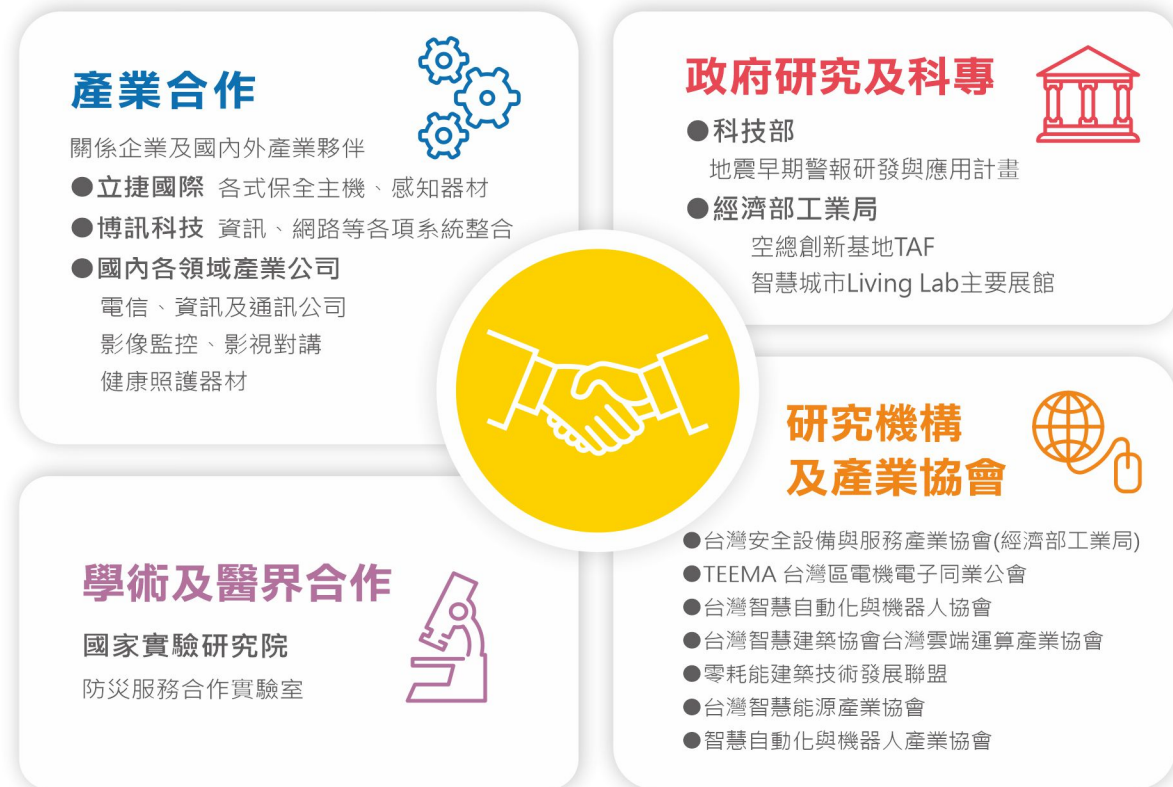 產業合作
關係企業及國內外產業夥伴
●立捷國際 各式保全主機、感知器材
●博訊科技 資訊、網路等各項系統整合
●國內各領域產業公司
電信、資訊及通訊公司
影像監控、影視對講
健康照護器材
政府研究及科專
●科技部
地震早期警報研發與應用計畫
●經濟部工業局
空總創新基地TAF
智慧城市Living Lab主要展館
學術及醫界合作
國家實驗研究院
防災服務合作實驗室
研究機構
及產業協會
●台灣安全設備與服務產業協會(經濟部工業局)
●TEEMA 台灣區電機電子同業公會
●台灣智慧自動化與機器人協會
●台灣智慧建築協會台灣雲端運算產業協會
●零耗能建築技術發展聯盟
●台灣智慧能源產業協會
●智慧自動化與機器人產業協會